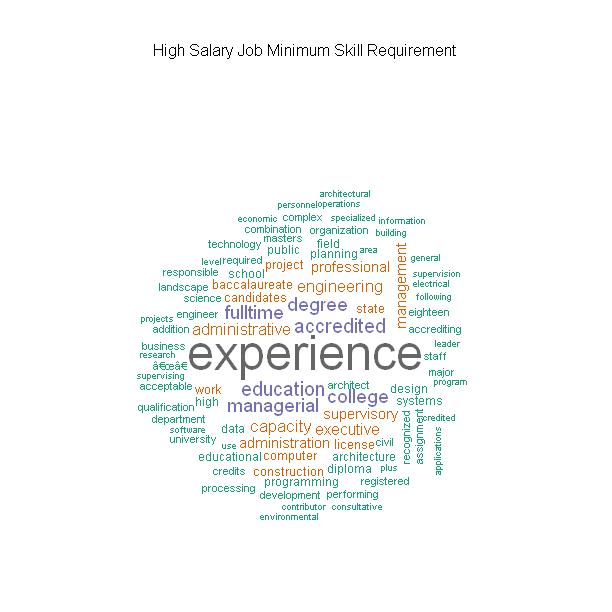 High Salary Job Minimum Skill Requirement
architectural
personnel operations
economic complex specialized information
combination organization building
masters
technology field
public planning area
level required general
project professional management
responsible school supervision
baccalaureate engineering electrical
landscape
science candidates degree following
engineer fulltime state eighteen
projects
addition administrative accredited accrediting
business experience leader
research staff
â€œâ€
supervising major
acceptable work education architect design program
high college systems
qualification managerial
department supervisory recognized assignment ccredited
software data capacity executive
university use administration license civil applications
educational computer architecture
credits construction diploma plus
processing programming registered
development performing
contributor consultative
environmental